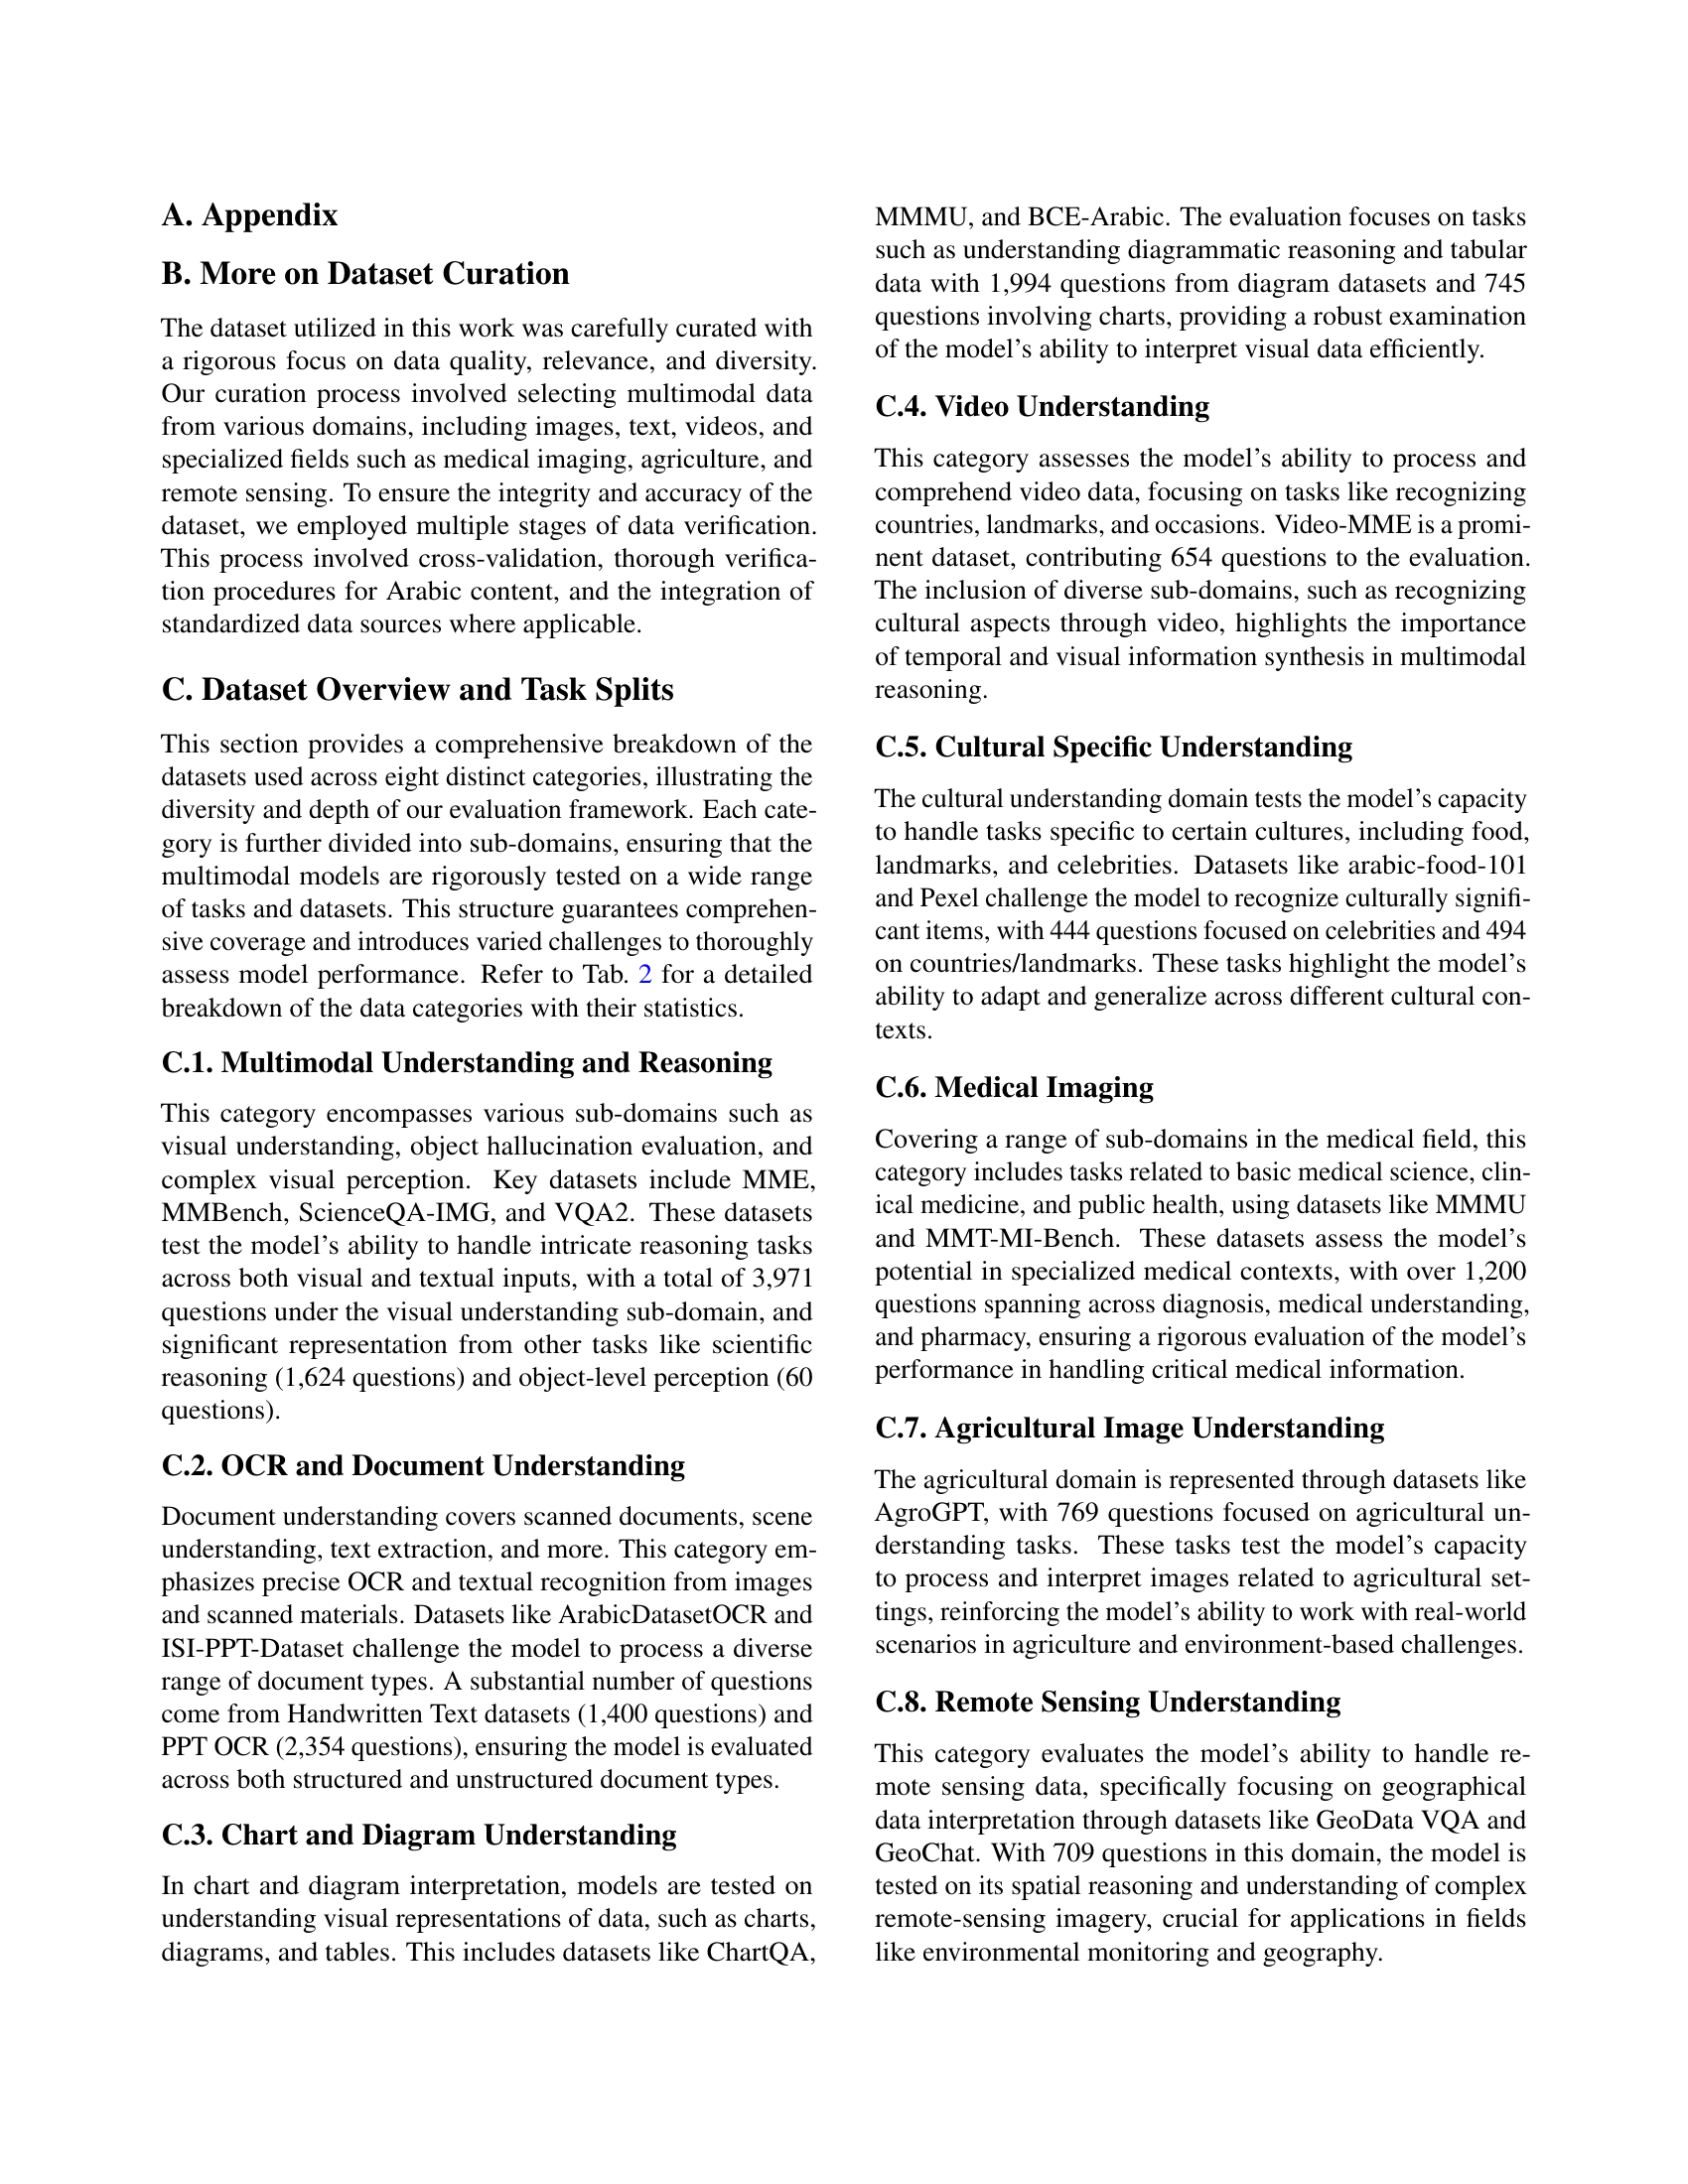 A. Appendix
B. More on Dataset Curation
The dataset utilized in this work was carefully curated with
a rigorous focus on data quality, relevance, and diversity.
Our curation process involved selecting multimodal data
from various domains, including images, text, videos, and
specialized fields such as medical imaging, agriculture, and
remote sensing. To ensure the integrity and accuracy of the
dataset, we employed multiple stages of data verification.
This process involved cross-validation, thorough verifica-
tion procedures for Arabic content, and the integration of
standardized data sources where applicable.
C. Dataset Overview and Task Splits
This section provides a comprehensive breakdown of the
datasets used across eight distinct categories, illustrating the
diversity and depth of our evaluation framework. Each cate-
gory is further divided into sub-domains, ensuring that the
multimodal models are rigorously tested on a wide range
of tasks and datasets. This structure guarantees comprehen-
sive coverage and introduces varied challenges to thoroughly
assess model performance. Refer to Tab. 2 for a detailed
breakdown of the data categories with their statistics.
C.1. Multimodal Understanding and Reasoning
This category encompasses various sub-domains such as
visual understanding, object hallucination evaluation, and
complex visual perception. Key datasets include MME,
MMBench, ScienceQA-IMG, and VQA2. These datasets
test the model's ability to handle intricate reasoning tasks
across both visual and textual inputs, with a total of 3,971
questions under the visual understanding sub-domain, and
significant representation from other tasks like scientific
reasoning (1,624 questions) and object-level perception (60
questions).
C.2. OCR and Document Understanding
Document understanding covers scanned documents, scene
understanding, text extraction, and more. This category em-
phasizes precise OCR and textual recognition from images
and scanned materials. Datasets like ArabicDatasetOCR and
ISI-PPT-Dataset challenge the model to process a diverse
range of document types. A substantial number of questions
come from Handwritten Text datasets (1,400 questions) and
PPT OCR (2,354 questions), ensuring the model is evaluated
across both structured and unstructured document types.
C.3. Chart and Diagram Understanding
In chart and diagram interpretation, models are tested on
understanding visual representations of data, such as charts,
diagrams, and tables. This includes datasets like ChartQA,
MMMU, and BCE-Arabic. The evaluation focuses on tasks
such as understanding diagrammatic reasoning and tabular
data with 1,994 questions from diagram datasets and 745
questions involving charts, providing a robust examination
of the model's ability to interpret visual data efficiently.
C.4. Video Understanding
This category assesses the model's ability to process and
comprehend video data, focusing on tasks like recognizing
countries, landmarks, and occasions. Video-MME is a promi-
nent dataset, contributing 654 questions to the evaluation.
The inclusion of diverse sub-domains, such as recognizing
cultural aspects through video, highlights the importance
of temporal and visual information synthesis in multimodal
reasoning.
C.5. Cultural Specific Understanding
The cultural understanding domain tests the model's capacity
to handle tasks specific to certain cultures, including food,
landmarks, and celebrities. Datasets like arabic-food-101
and Pexel challenge the model to recognize culturally signifi-
cant items, with 444 questions focused on celebrities and 494
on countries/landmarks. These tasks highlight the model's
ability to adapt and generalize across different cultural con-
texts.
C.6. Medical Imaging
Covering a range of sub-domains in the medical field, this
category includes tasks related to basic medical science, clin-
ical medicine, and public health, using datasets like MMMU
and MMT-MI-Bench. These datasets assess the model's
potential in specialized medical contexts, with over 1,200
questions spanning across diagnosis, medical understanding,
and pharmacy, ensuring a rigorous evaluation of the model's
performance in handling critical medical information.
C.7. Agricultural Image Understanding
The agricultural domain is represented through datasets like
AgroGPT, with 769 questions focused on agricultural un-
derstanding tasks. These tasks test the model's capacity
to process and interpret images related to agricultural set-
tings, reinforcing the model's ability to work with real-world
scenarios in agriculture and environment-based challenges.
C.8. Remote Sensing Understanding
This category evaluates the model's ability to handle re-
mote sensing data, specifically focusing on geographical
data interpretation through datasets like GeoData VQA and
GeoChat. With 709 questions in this domain, the model is
tested on its spatial reasoning and understanding of complex
remote-sensing imagery, crucial for applications in fields
like environmental monitoring and geography.